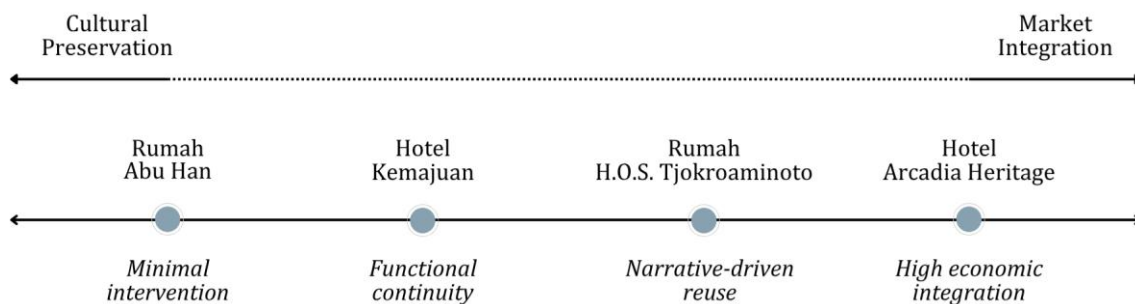 Cultural
Preservation
Market
Integration
Rumah
Abu Han
Hotel
Kemajuan
Rumah
H.O.S. Tjokroaminoto
Hotel
Arcadia Heritage
Minimal
intervention
Functional
continuity
Narrative-driven
reuse
High economic
integration